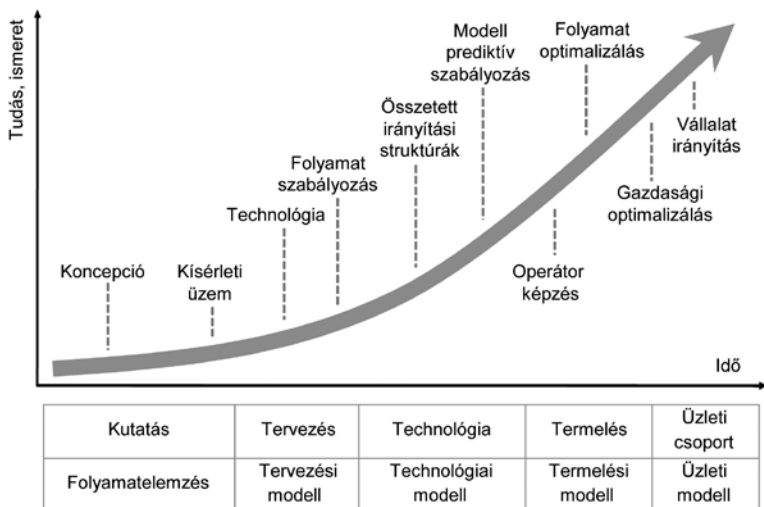 Tudás, ismeret
Koncepció
Kísérleti
üzem
Technológia
Folyamat
szabályozás
Összetett
irányítási
struktúrák
Modell
prediktív
szabályozás
Operátor
képzés
Folyamat
optimalizálás
Gazdasági
optimalizálás
Vállalat
irányítás
Idő
Kutatás
Tervezés
Technológia
Termelés
Üzleti
csoport
Folyamatelemzés
Tervezési
modell
Technológiai
modell
Termelési
modell
Üzleti
modell